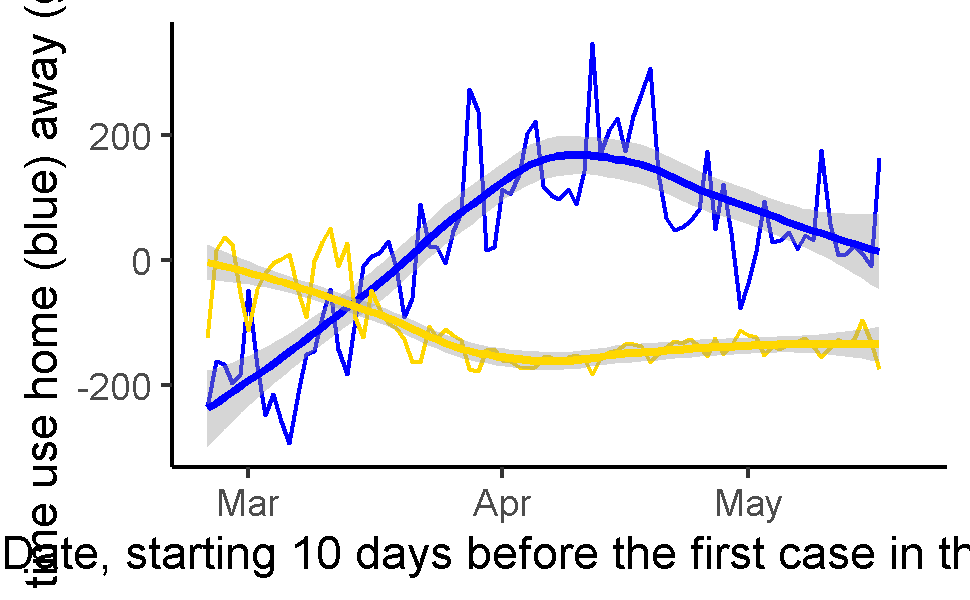 time use home (blue) away (
200
0
-200
Mar Apr May
Date, starting 10 days before the first case in th